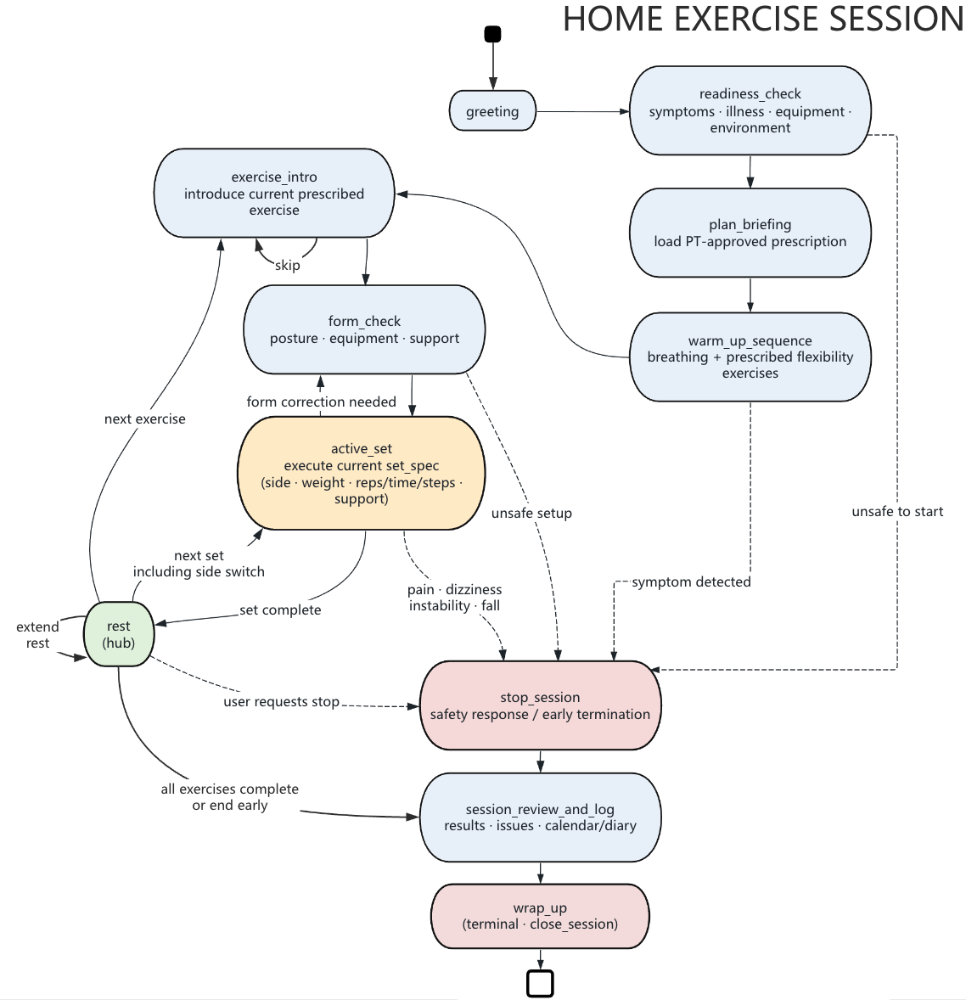 HOME EXERCISE SESSION
greeting
readiness_check
symptoms · illness · equipment ·
environment
exercise_intro
introduce current prescribed
exercise
plan_briefing
load PT-approved prescription
skip
form_check
posture · equipment · support
warm_up_sequence
breathing + prescribed flexibility
exercises
form correction needed
next exercise
active_set
execute current set_spec
(side · weight · reps/time/steps ·
support)
unsafe setup
unsafe to start
next set
including side switch
symptom detected
pain · dizziness
instability · fall
set complete
extend
rest
rest
(hub)
user requests stop
stop_session
safety response / early termination
all exercises complete
or end early
session_review_and_log
results · issues · calendar/diary
wrap_up
(terminal · close_session)